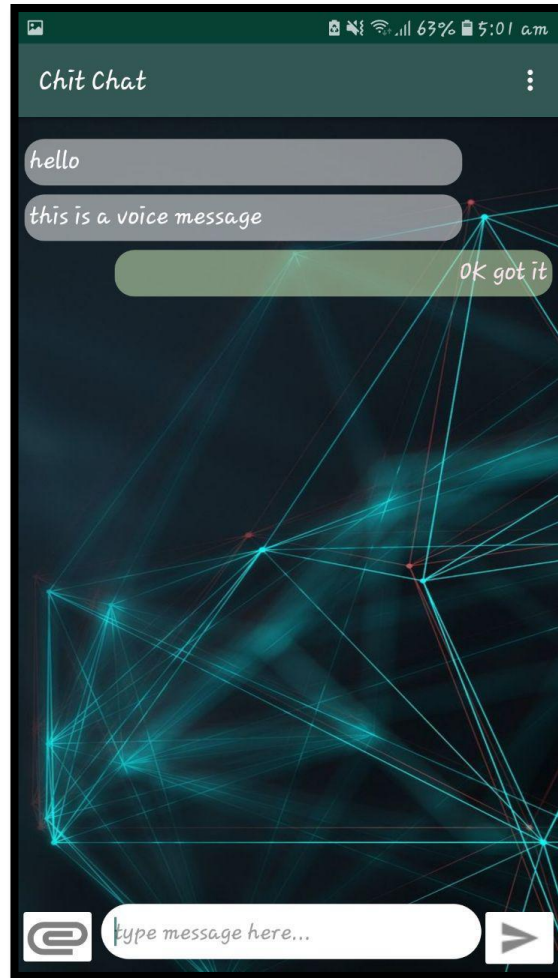 63% 5:01 am
Chit Chat
hello
this is a voice message
OK got it
type message here...